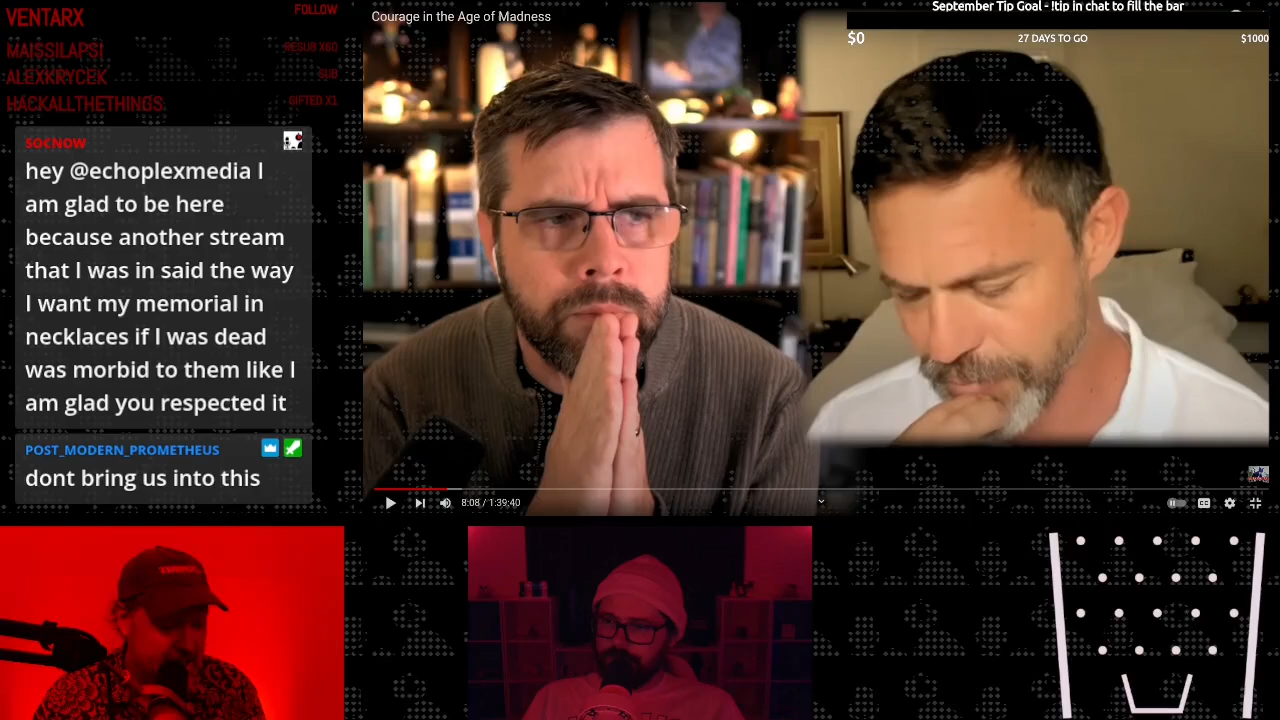 VENTARX
FOLLOW
MAISSILAPSI
RESUB X60
ALEXKRYCEK
SUB
HACKALLTHETHINGS.
GIFTED X1
SOCNOW
hey @echoplexmedia I
am glad to be here
because another stream
that I was in said the way
I want my memorial in
necklaces if I was dead
was morbid to them like I
am glad you respected it
POST_MODERN_PROMETHEUS
dont bring us into this
Courage in the Age of Madness
September Tip Goal - !tip in chat to fill the bar
$0
27 DAYS TO GO
$1000
8:08 / 1:39:40
CC